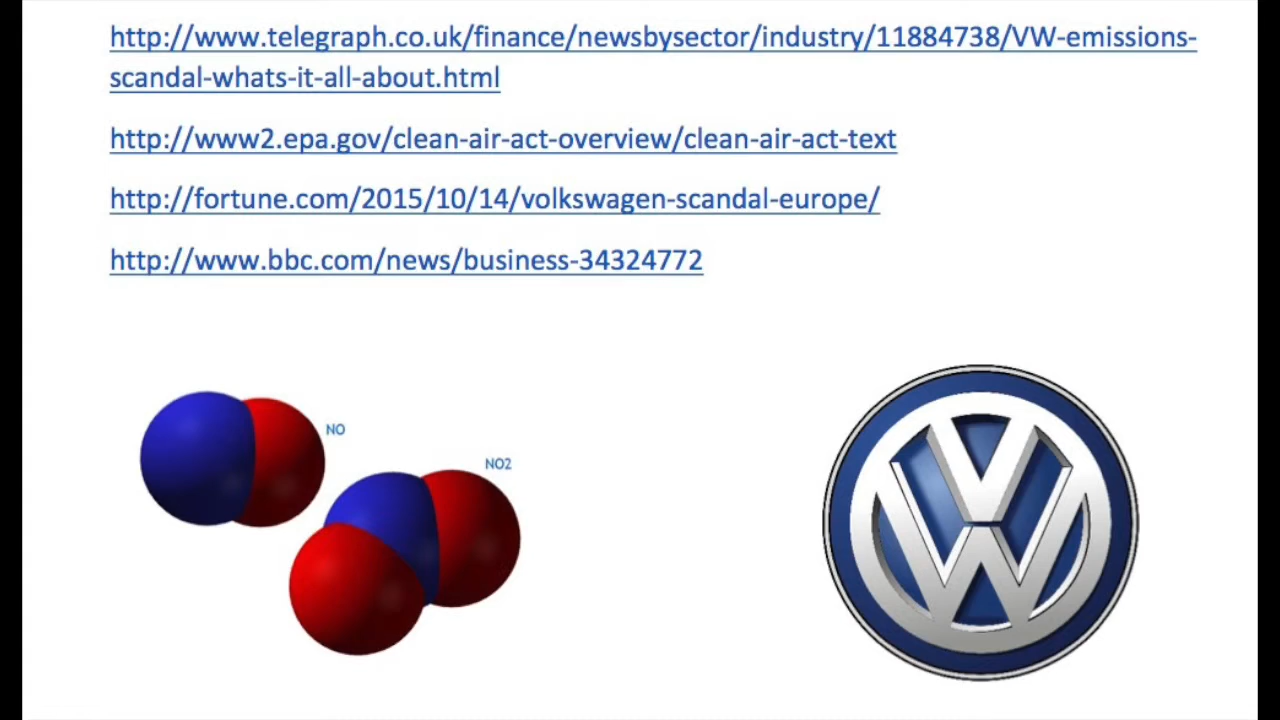 http://www.telegraph.co.uk/finance/newsbysector/industry/11884738/VW-emissions-
scandal-whats-it-all-about.html
http://www2.epa.gov/clean-air-act-overview/clean-air-act-text
http://fortune.com/2015/10/14/volkswagen-scandal-europe/
http://www.bbc.com/news/business-34324772
NO
NO2
VW